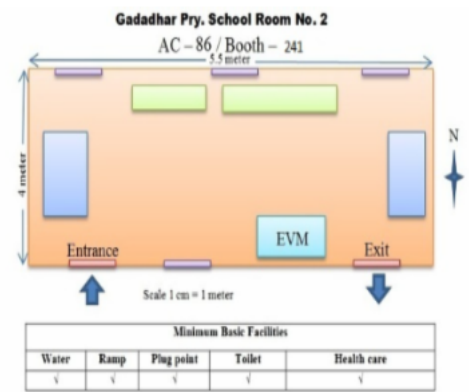 Gadadhar Pry. School Room No. 2
AC – 86 / Booth – 241
5.5 meter
4 meter
N
EVM
Entrance
Exit
Scale 1 cm = 1 meter
Minimum Basic Facilities
Water Ramp Plug point Toilet Health care
√ √ √ √ √